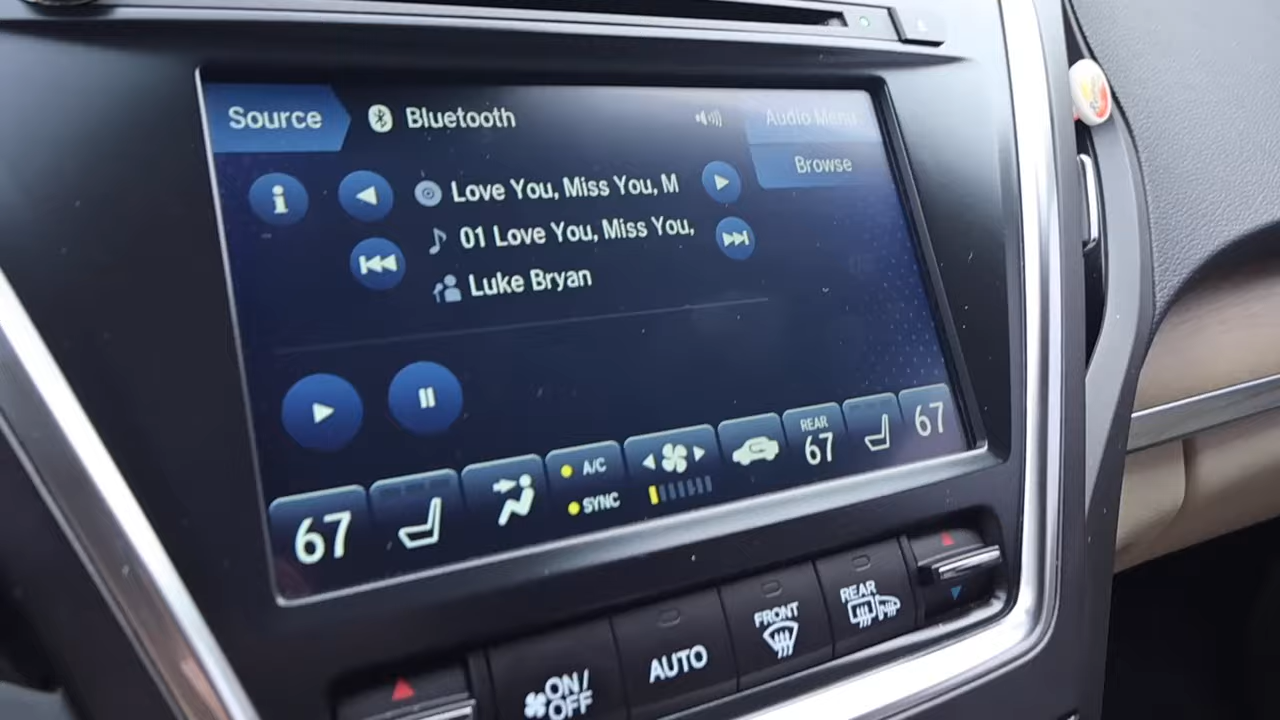 Source
Bluetooth
Audio Menu
Browse
Love You, Miss You, M
01 Love You, Miss You,
Luke Bryan
67
A/C
SYNC
REAR
67
67
ON/
OFF
AUTO
FRONT
REAR